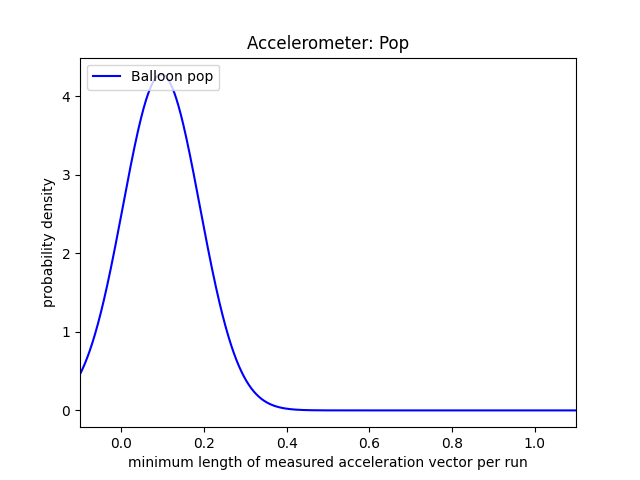 Accelerometer: Pop
Balloon pop
probability density
4
3
2
1
0
0.0 0.2 0.4 0.6 0.8 1.0
minimum length of measured acceleration vector per run